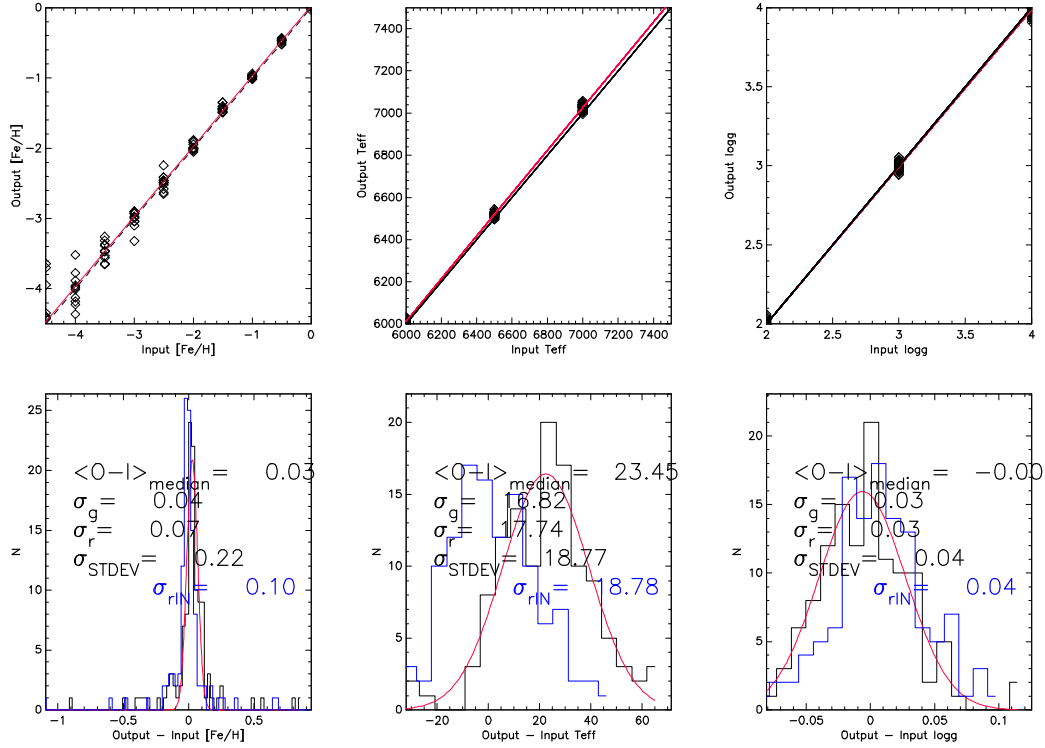 0
−1
−2
−3
−4
Output [Fe/H]
−4
−3
−2
−1
0
Input [Fe/H]
7400
7200
7000
6800
6600
6400
6200
6000
Output Teff
6000
6200
6400
6600
6800
7000
7200
7400
Input Teff
4
3.5
3
2.5
2
Output logg
2
2.5
3
3.5
4
Input logg
25
20
15
10
5
0
N
<O−I>median = 0.03
σg= 0.04
σr= 0.07
σSTDEV= 0.22
σrIN= 0.10
−1
−0.5
0
0.5
Output − Input [Fe/H]
20
15
10
5
0
N
<O−I>median = 23.45
σg= 16.82
σr= 17.74
σSTDEV= 18.77
σrIN= 18.78
−20
0
20
40
60
Output − Input Teff
20
15
10
5
0
N
<O−I>median = −0.00
σg= 0.03
σr= 0.03
σSTDEV= 0.04
σrIN= 0.04
−0.05
0
0.05
0.1
Output − Input logg